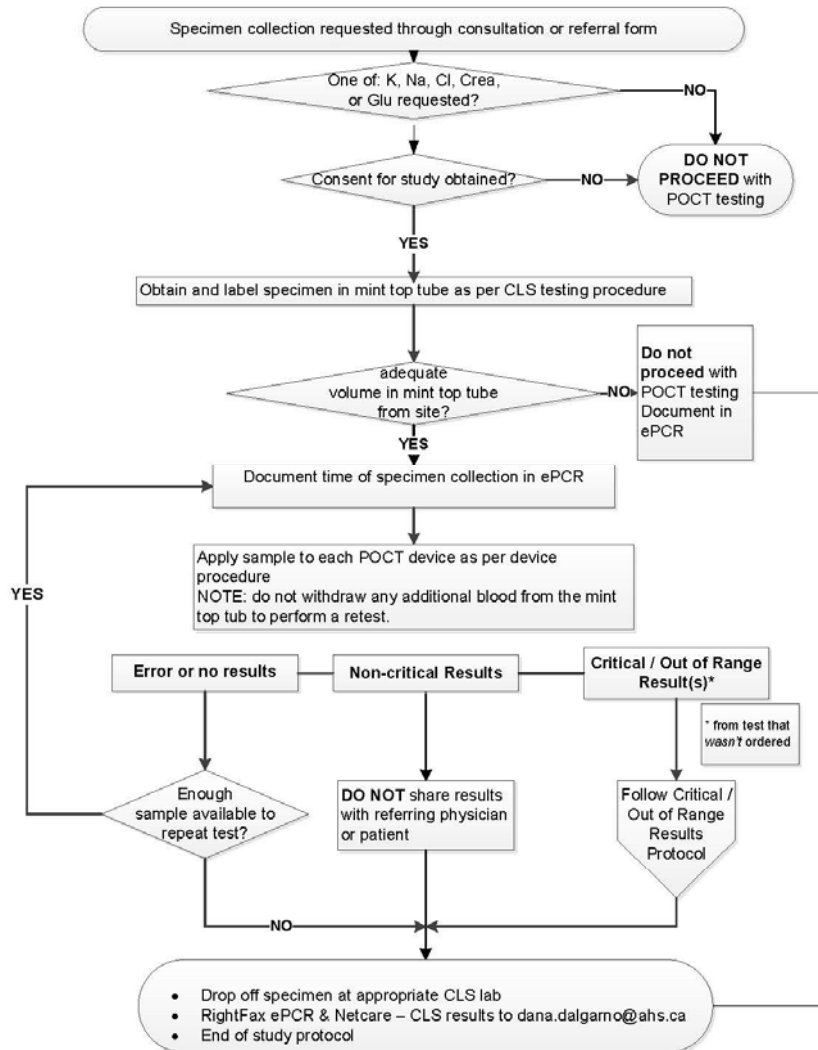 Specimen collection requested through consultation or referral form
One of: K, Na, Cl, Crea,
or Glu requested?
NO
DO NOT
PROCEED with
POCT testing
Consent for study obtained?
NO
YES
Obtain and label specimen in mint top tube as per CLS testing procedure
adequate
volume in mint top tube
from site?
NO
Do not
proceed with
POCT testing
Document in
ePCR
YES
Document time of specimen collection in ePCR
Apply sample to each POCT device as per device
procedure
NOTE: do not withdraw any additional blood from the mint
top tub to perform a retest.
YES
Error or no results
Non-critical Results
Critical / Out of Range
Result(s)*
* from test that
wasn't ordered
Enough
sample available to
repeat test?
DO NOT share results
with referring physician
or patient
Follow Critical /
Out of Range
Results
Protocol
NO
• Drop off specimen at appropriate CLS lab
• RightFax ePCR & Netcare – CLS results to dana.dalgarno@ahs.ca
• End of study protocol